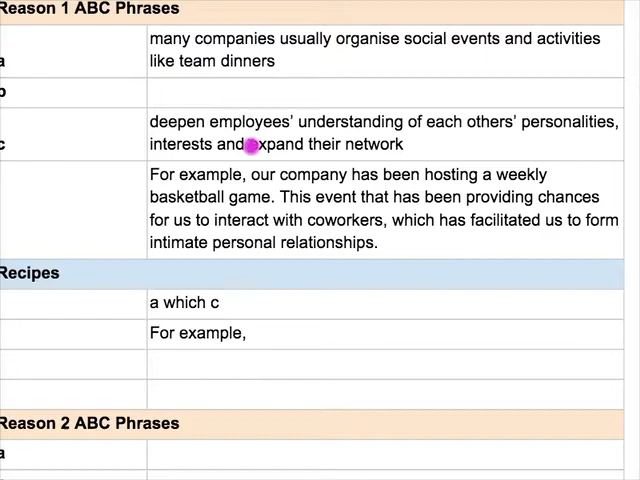 Reason 1 ABC Phrases
many companies usually organise social events and activities
like team dinners
a
b
deepen employees' understanding of each others' personalities,
interests and expand their network
c
For example, our company has been hosting a weekly
basketball game. This event that has been providing chances
for us to interact with coworkers, which has facilitated us to form
intimate personal relationships.
Recipes
a which c
For example,
Reason 2 ABC Phrases
a